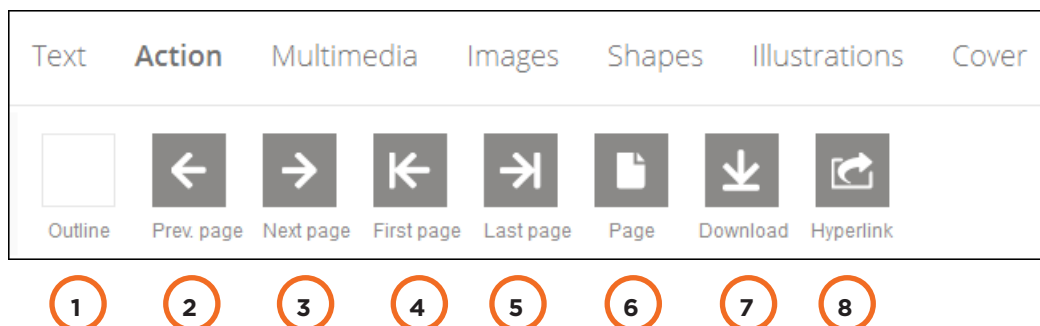 Text Action Multimedia Images Shapes Illustrations Cover
Outline Prev. page Next page First page Last page Page Download Hyperlink
1 2 3 4 5 6 7 8